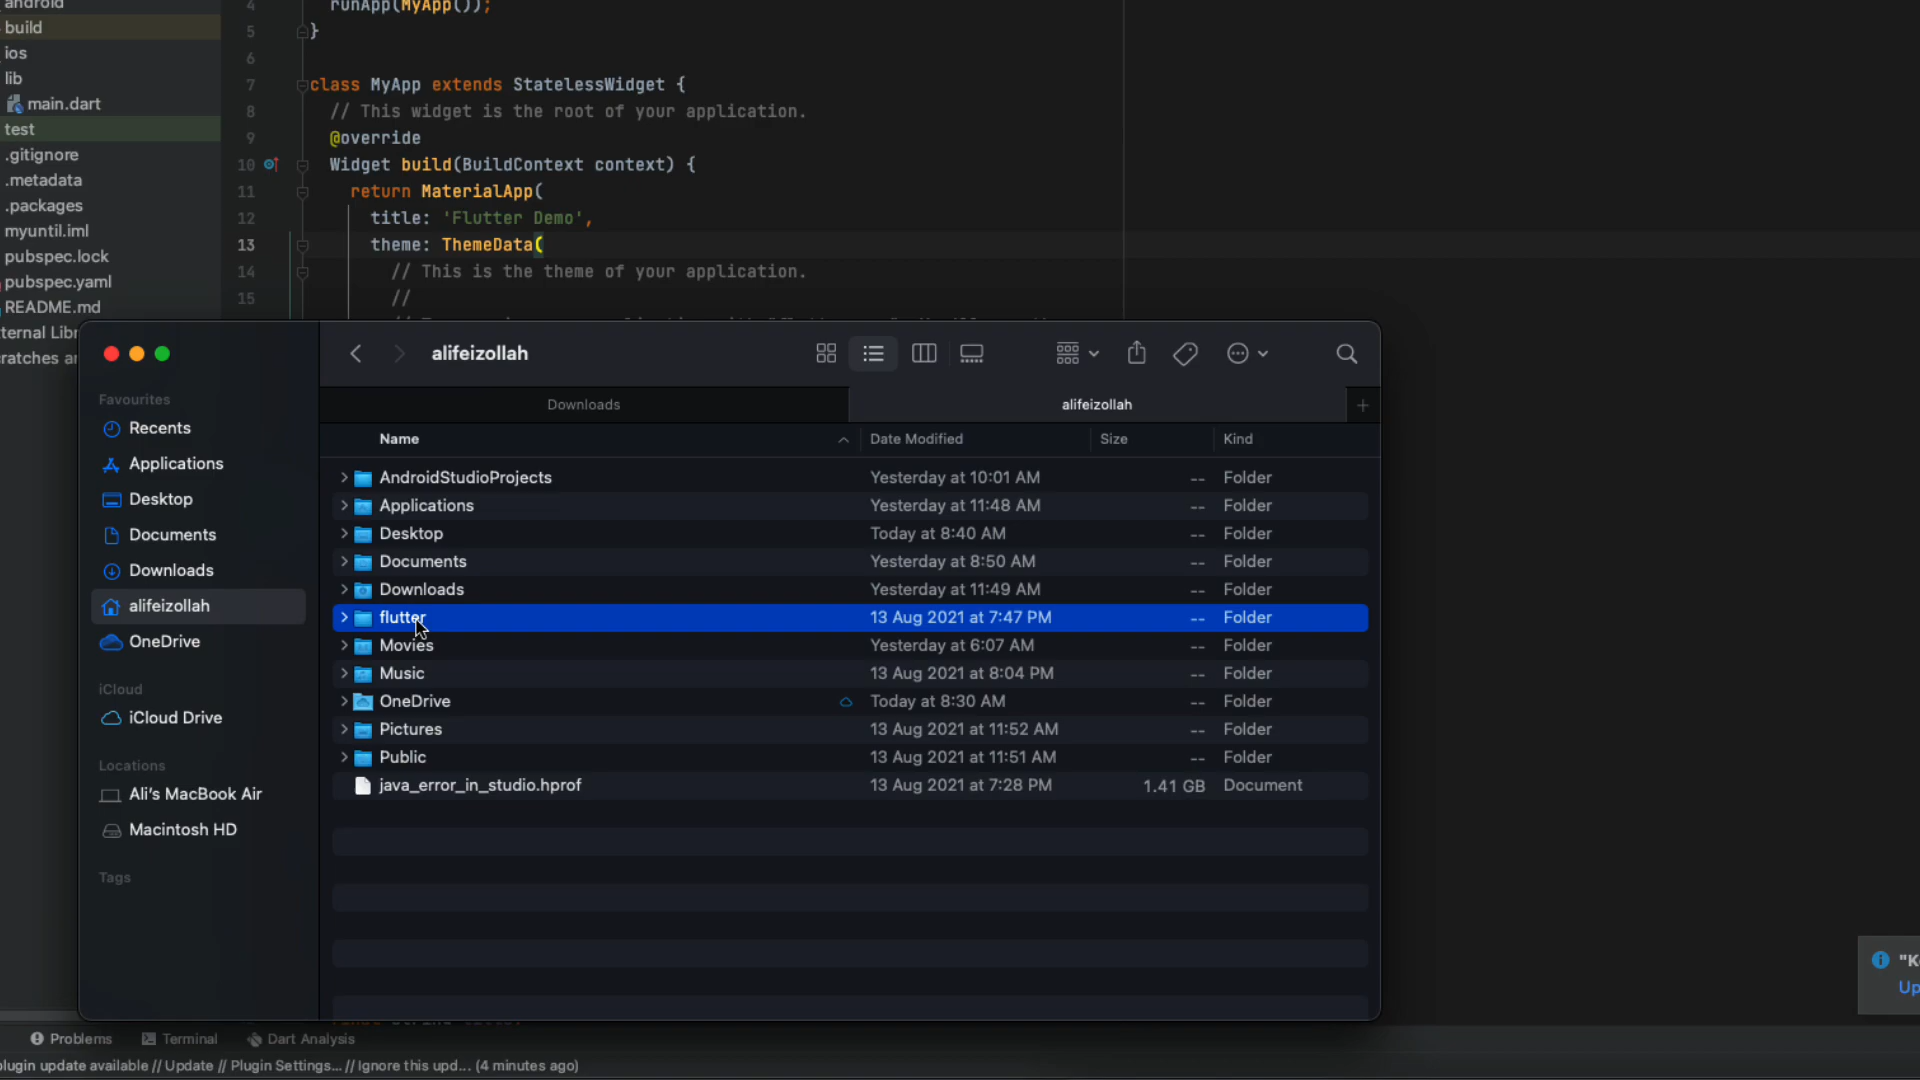 android
build
ios
lib
main.dart
test
.gitignore
.metadata
.packages
myuntil.iml
pubspec.lock
pubspec.yaml
README.md
ternal Libr
ratches an
4 runApp(MyApp());
5 }
6
7 class MyApp extends StatelessWidget {
8 // This widget is the root of your application.
9 @override
10 Widget build(BuildContext context) {
11 return MaterialApp(
12 title: 'Flutter Demo',
13 theme: ThemeData(
14 // This is the theme of your application.
15 //
alifeizollah
Downloads
alifeizollah
Favourites
Recents
Applications
Desktop
Documents
Downloads
alifeizollah
OneDrive
iCloud
iCloud Drive
Locations
Ali's MacBook Air
Macintosh HD
Tags
Name Date Modified Size Kind
AndroidStudioProjects Yesterday at 10:01 AM -- Folder
Applications Yesterday at 11:48 AM -- Folder
Desktop Today at 8:40 AM -- Folder
Documents Yesterday at 8:50 AM -- Folder
Downloads Yesterday at 11:49 AM -- Folder
flutter 13 Aug 2021 at 7:47 PM -- Folder
Movies Yesterday at 6:07 AM -- Folder
Music 13 Aug 2021 at 8:04 PM -- Folder
OneDrive Today at 8:30 AM -- Folder
Pictures 13 Aug 2021 at 11:52 AM -- Folder
Public 13 Aug 2021 at 11:51 AM -- Folder
java_error_in_studio.hprof 13 Aug 2021 at 7:28 PM 1.41 GB Document
"K
Up
Problems Terminal Dart Analysis
plugin update available // Update // Plugin Settings... // Ignore this upd... (4 minutes ago)